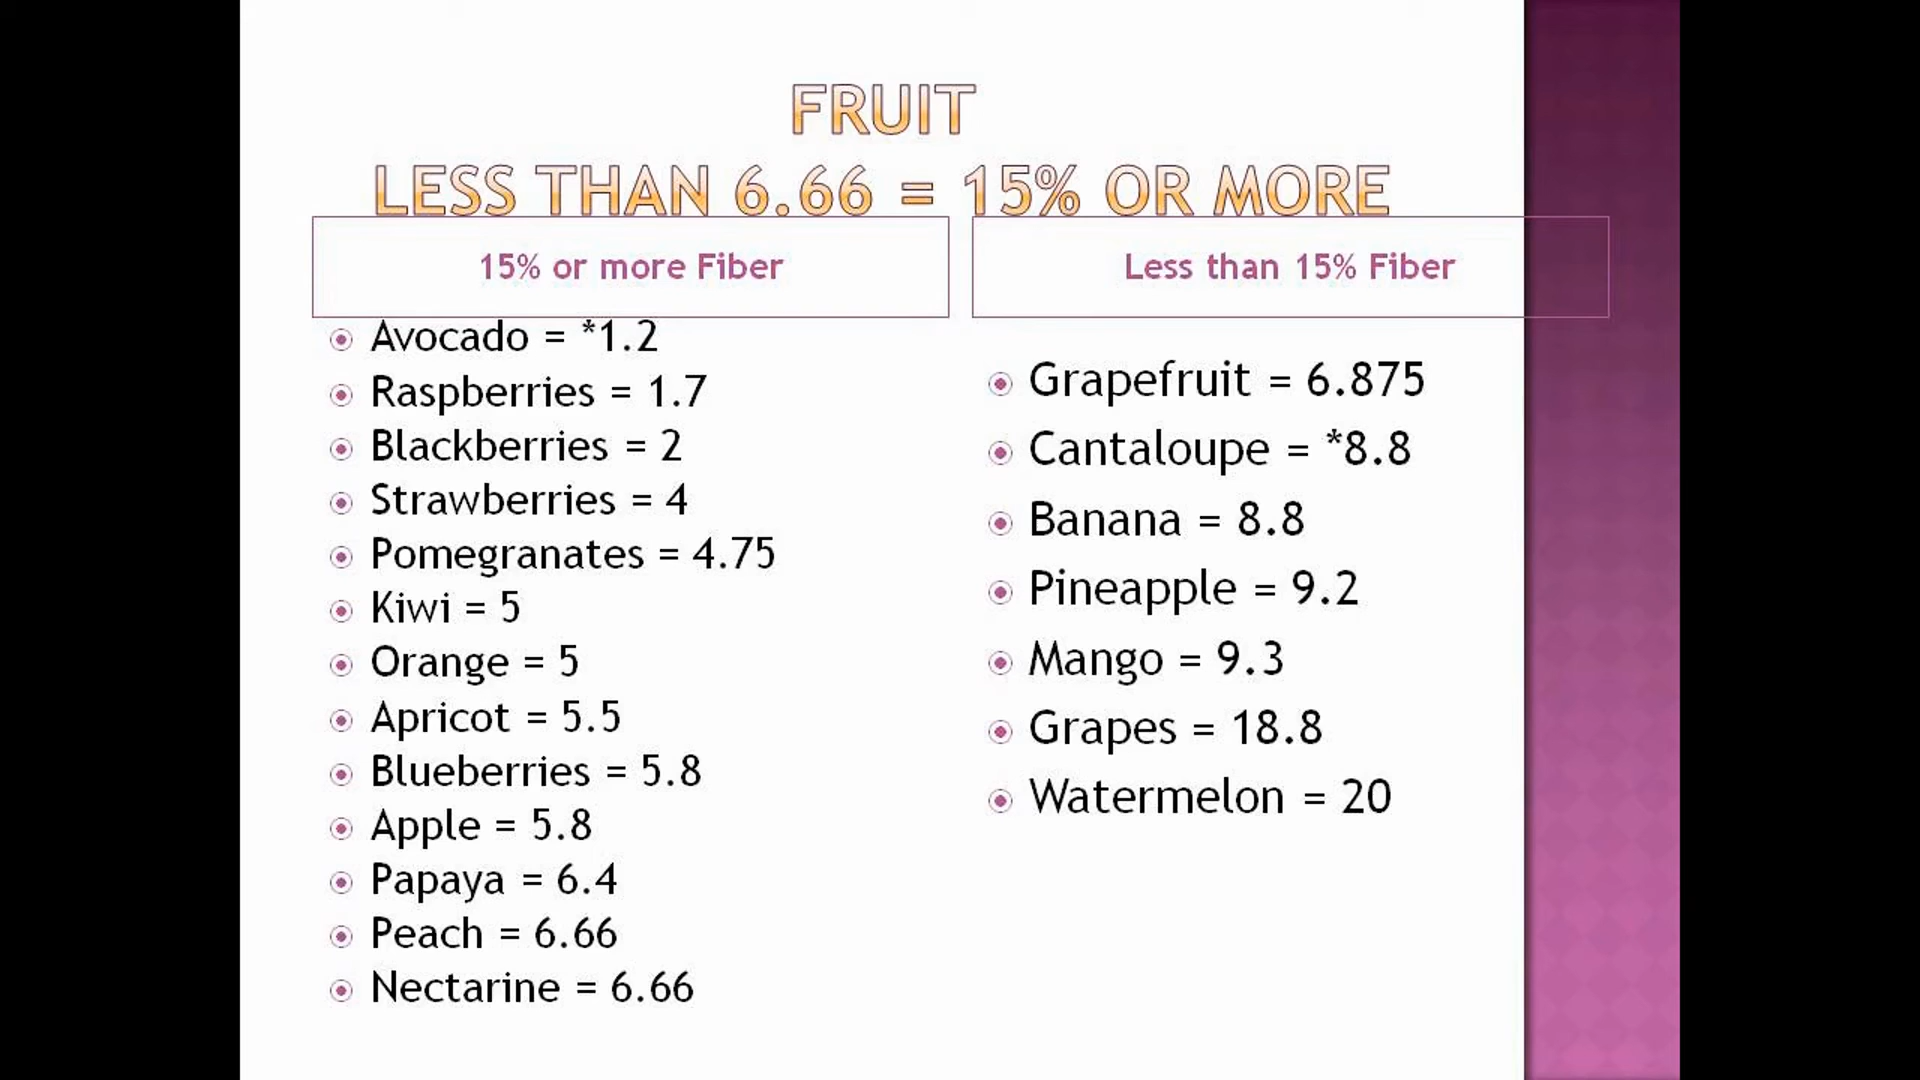 FRUIT
LESS THAN 6.66 = 15% OR MORE
15% or more Fiber
Avocado = *1.2
Raspberries = 1.7
Blackberries = 2
Strawberries = 4
Pomegranates = 4.75
Kiwi = 5
Orange = 5
Apricot = 5.5
Blueberries = 5.8
Apple = 5.8
Papaya = 6.4
Peach = 6.66
Nectarine = 6.66
Less than 15% Fiber
Grapefruit = 6.875
Cantaloupe = *8.8
Banana = 8.8
Pineapple = 9.2
Mango = 9.3
Grapes = 18.8
Watermelon = 20